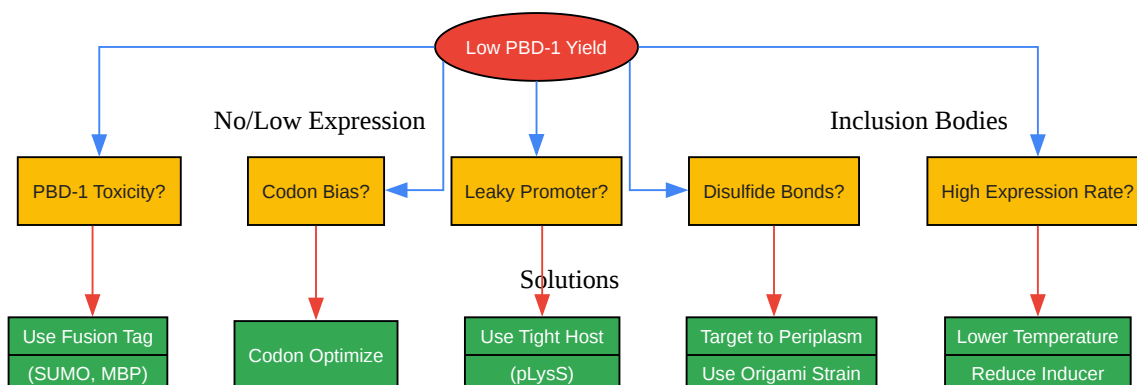 Low PBD-1 Yield
No/Low Expression
Inclusion Bodies
PBD-1 Toxicity?
Codon Bias?
Leaky Promoter?
Disulfide Bonds?
High Expression Rate?
Solutions
Use Fusion Tag
(SUMO, MBP)
Codon Optimize
Use Tight Host
(pLysS)
Target to Periplasm
Use Origami Strain
Lower Temperature
Reduce Inducer